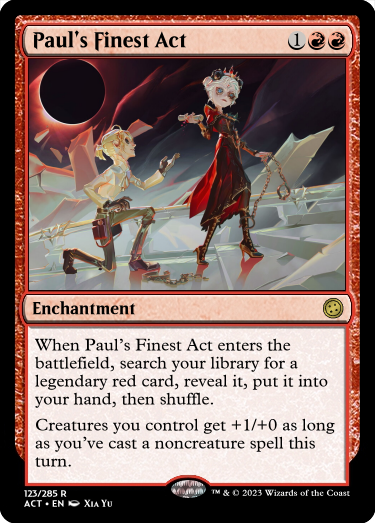 Paul's Finest Act 1
Enchantment
When Paul's Finest Act enters the
battlefield, search your library for a
legendary red card, reveal it, put it into
your hand, then shuffle.
Creatures you control get +1/+0 as long
as you've cast a noncreature spell this
turn.
123/285 R
ACT • EN Xia Yu
™ & © 2023 Wizards of the Coast